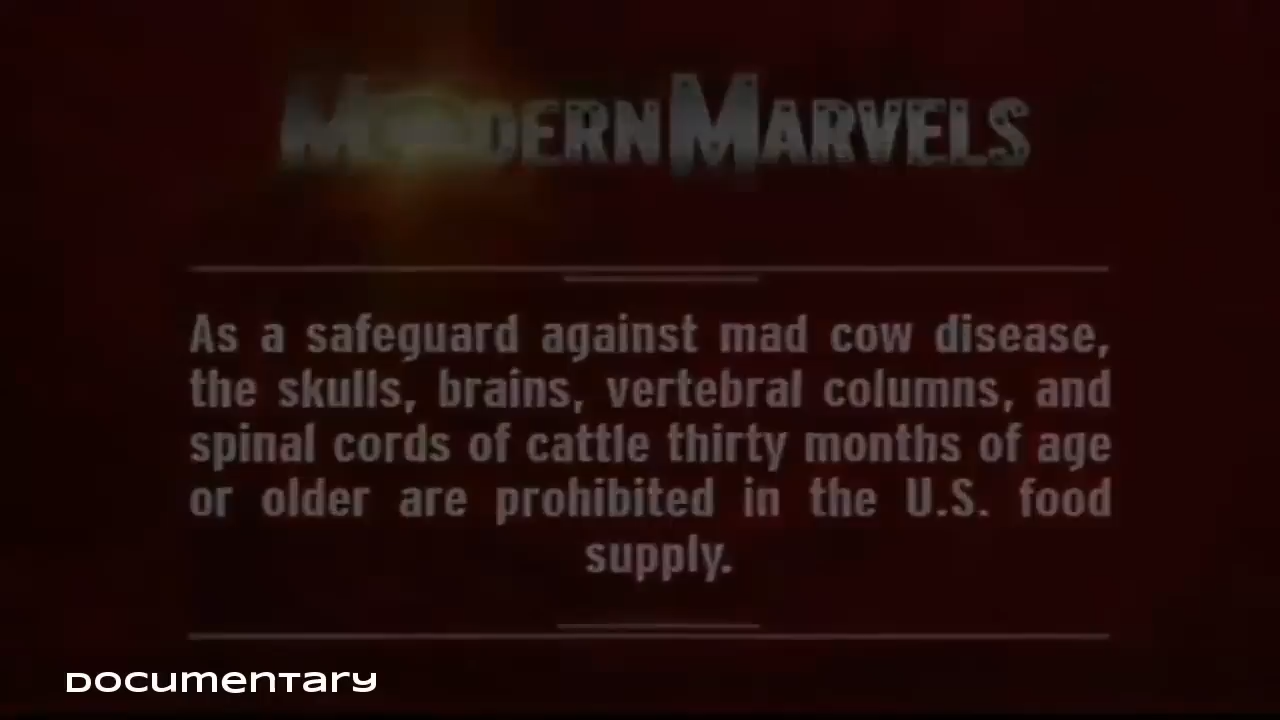 MODERN MARVELS
As a safeguard against mad cow disease,
the skulls, brains, vertebral columns, and
spinal cords of cattle thirty months of age
or older are prohibited in the U.S. food
supply.
Documentary